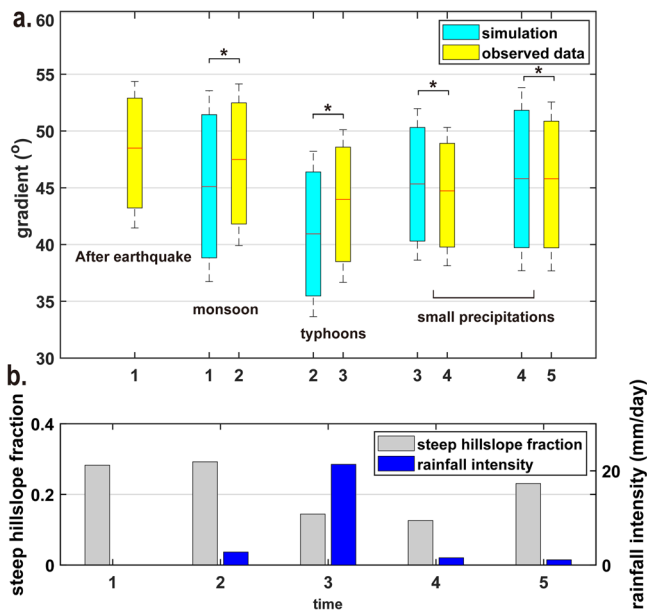 a.
60
55
50
45
40
35
30
gradient (°)
simulation
observed data
*
*
*
*
After earthquake
monsoon
typhoons
small precipitations
1 1 2 2 3 3 4 4 5
b.
0.4
0.2
0
steep hillslope fraction
steep hillslope fraction
rainfall intensity
20
0
rainfall intensity (mm/day)
1 2 3 4 5
time